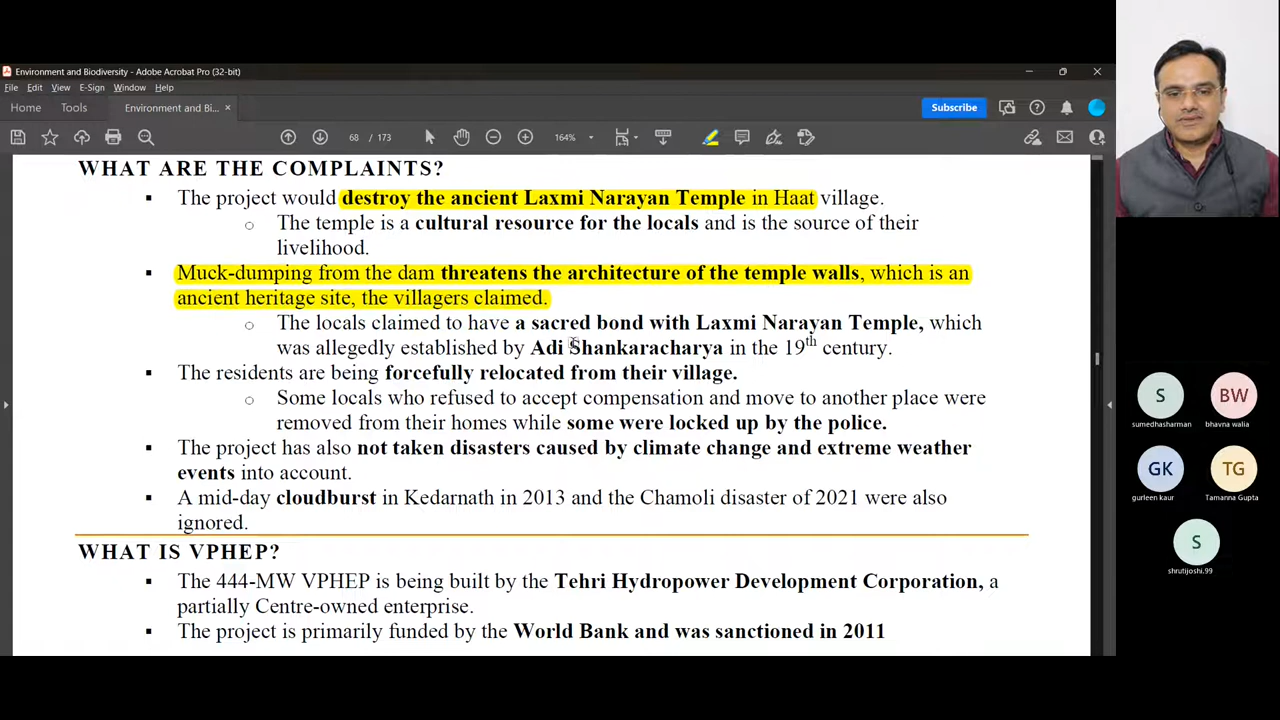 Environment and Biodiversity - Adobe Acrobat Pro (32-bit)
File Edit View E-Sign Window Help
Home Tools Environment and Bi... × Subscribe
68 / 173 164%
WHAT ARE THE COMPLAINTS?
▪ The project would destroy the ancient Laxmi Narayan Temple in Haat village.
○ The temple is a cultural resource for the locals and is the source of their
livelihood.
▪ Muck-dumping from the dam threatens the architecture of the temple walls, which is an
ancient heritage site, the villagers claimed.
○ The locals claimed to have a sacred bond with Laxmi Narayan Temple, which
was allegedly established by Adi Shankaracharya in the 19th century.
▪ The residents are being forcefully relocated from their village.
○ Some locals who refused to accept compensation and move to another place were
removed from their homes while some were locked up by the police.
▪ The project has also not taken disasters caused by climate change and extreme weather
events into account.
▪ A mid-day cloudburst in Kedarnath in 2013 and the Chamoli disaster of 2021 were also
ignored.
WHAT IS VPHEP?
▪ The 444-MW VPHEP is being built by the Tehri Hydropower Development Corporation, a
partially Centre-owned enterprise.
▪ The project is primarily funded by the World Bank and was sanctioned in 2011
S BW
sumedhasharman bhavna walia
GK TG
gurleen kaur Tamanna Gupta
S
shrutijoshi.99